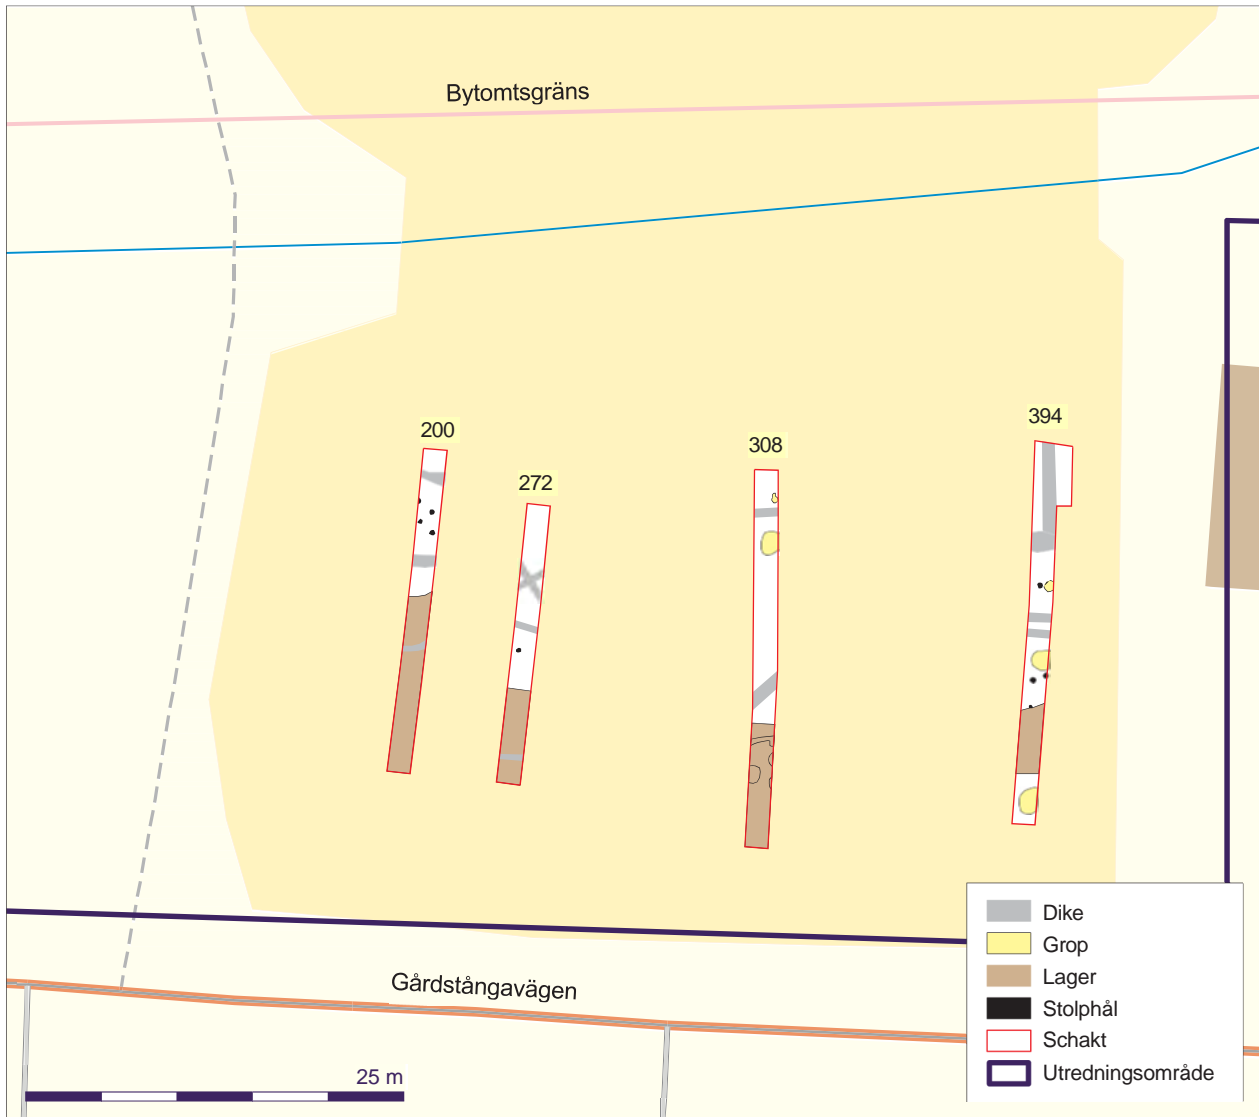 Bytomtsgräns
200
272
308
394
Gårdstångavägen
25 m
Dike
Grop
Lager
Stolphål
Schakt
Utredningsområde